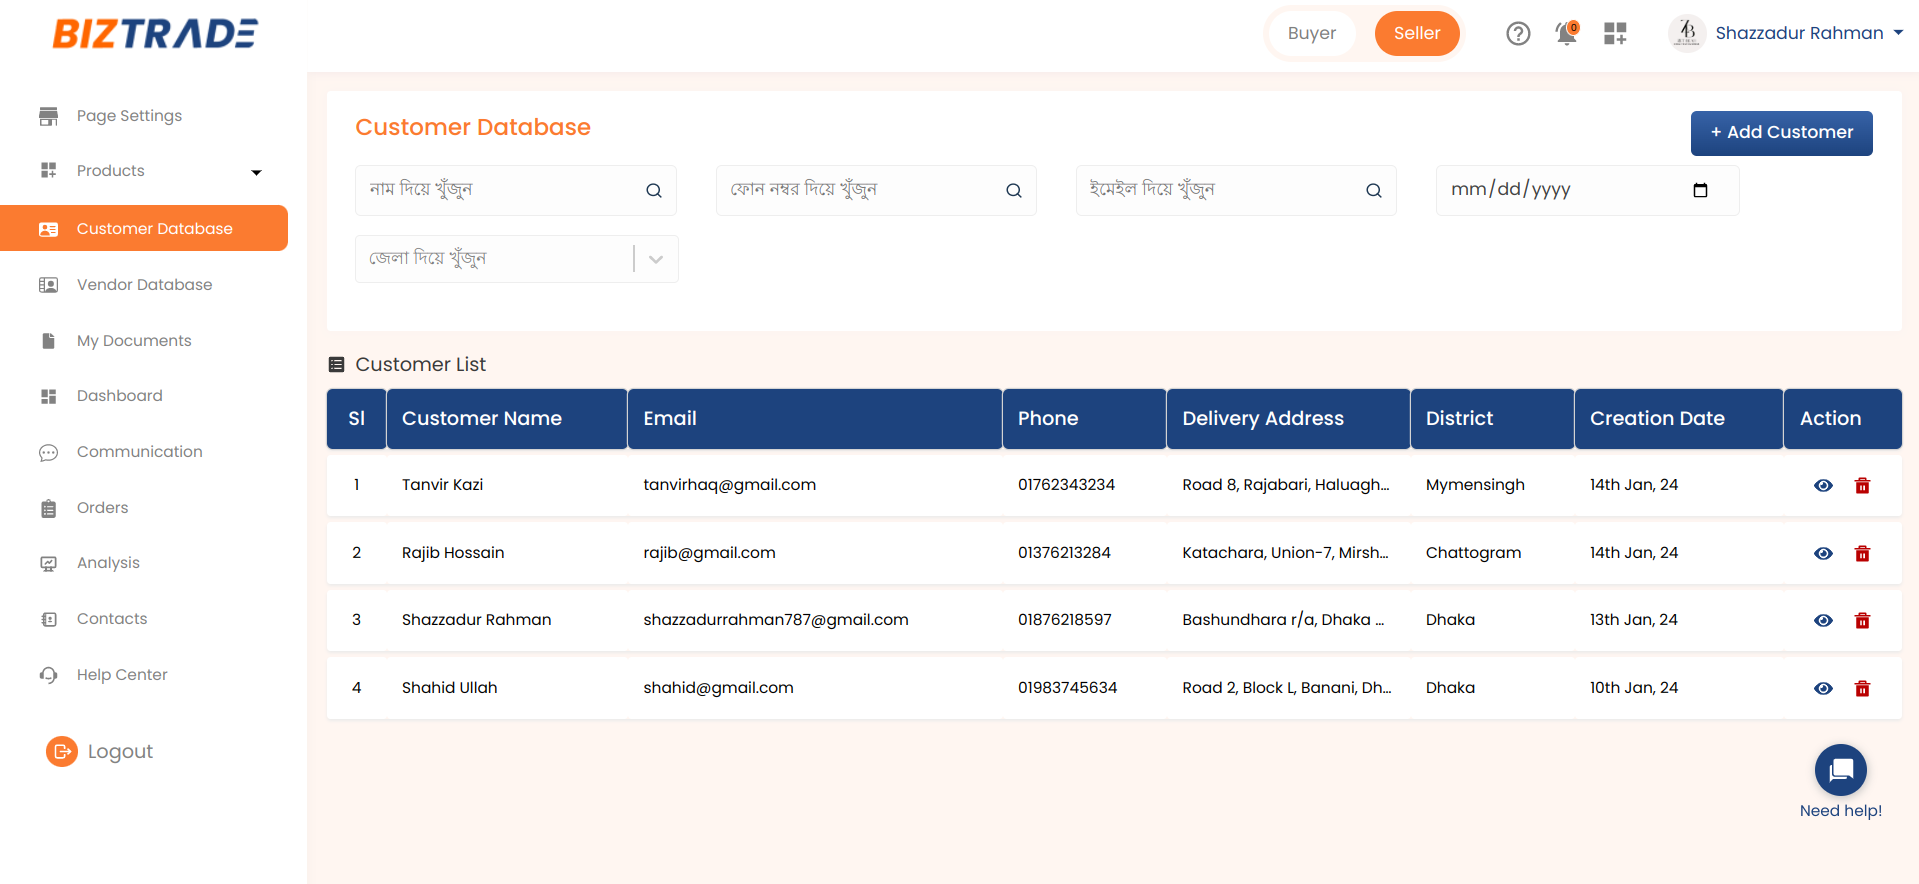 BIZTRADE
Buyer
Seller
0
Shazzadur Rahman
Page Settings
Products
Customer Database
Vendor Database
My Documents
Dashboard
Communication
Orders
Analysis
Contacts
Help Center
Logout
Customer Database
+ Add Customer
নাম দিয়ে খুঁজুন
ফোন নম্বর দিয়ে খুঁজুন
ইমেইল দিয়ে খুঁজুন
mm/dd/yyyy
জেলা দিয়ে খুঁজুন
Customer List
Sl Customer Name Email Phone Delivery Address District Creation Date Action
1 Tanvir Kazi tanvirhaq@gmail.com 01762343234 Road 8, Rajabari, Haluagh... Mymensingh 14th Jan, 24
2 Rajib Hossain rajib@gmail.com 01376213284 Katachara, Union-7, Mirsh... Chattogram 14th Jan, 24
3 Shazzadur Rahman shazzadurrahman787@gmail.com 01876218597 Bashundhara r/a, Dhaka ... Dhaka 13th Jan, 24
4 Shahid Ullah shahid@gmail.com 01983745634 Road 2, Block L, Banani, Dh... Dhaka 10th Jan, 24
Need help!